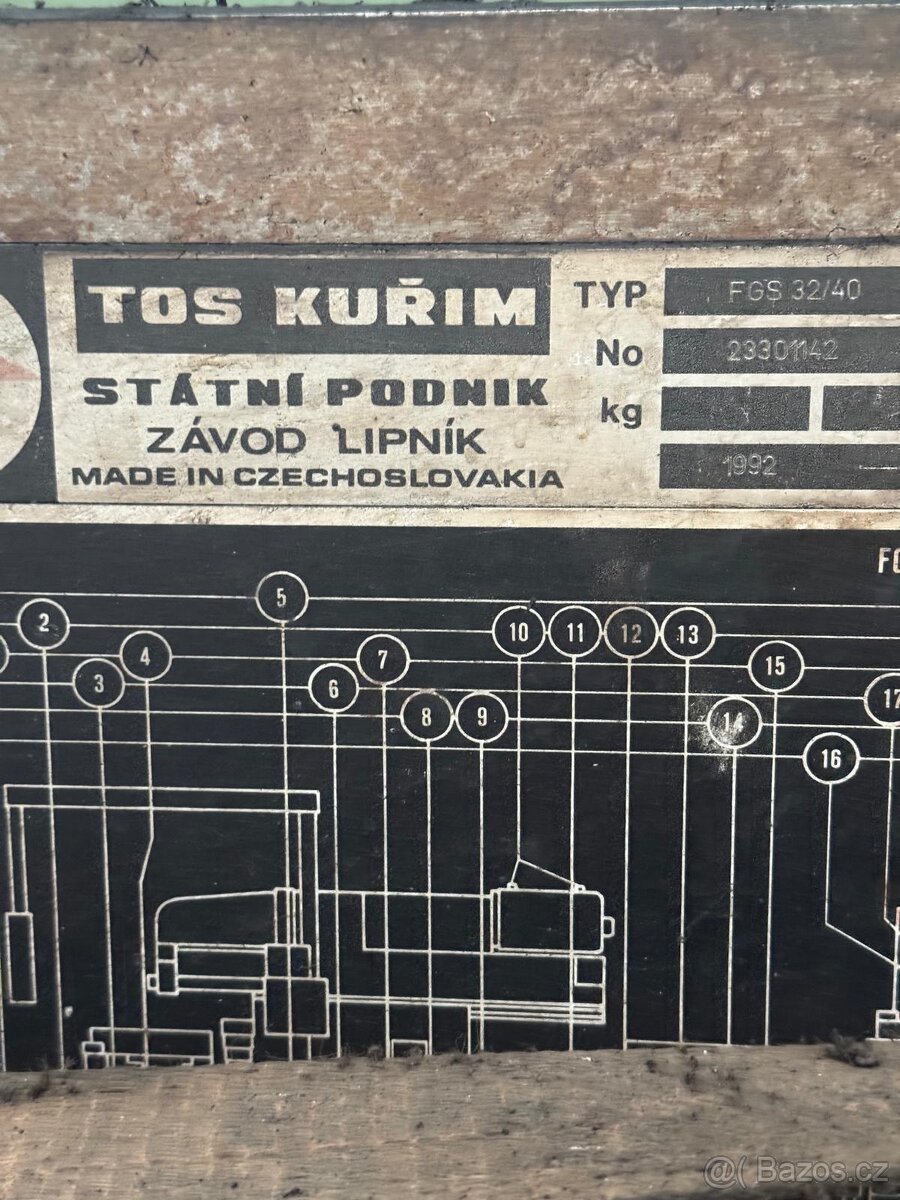 TOS KUŘIM
STÁTNÍ PODNIK
ZÁVOD LIPNÍK
MADE IN CZECHOSLOVAKIA
TYP FGS 32/40
No 23301142
kg
1992
2
3
4
5
6
7
8
9
10
11
12
13
14
15
16
17
@( Bazos.cz